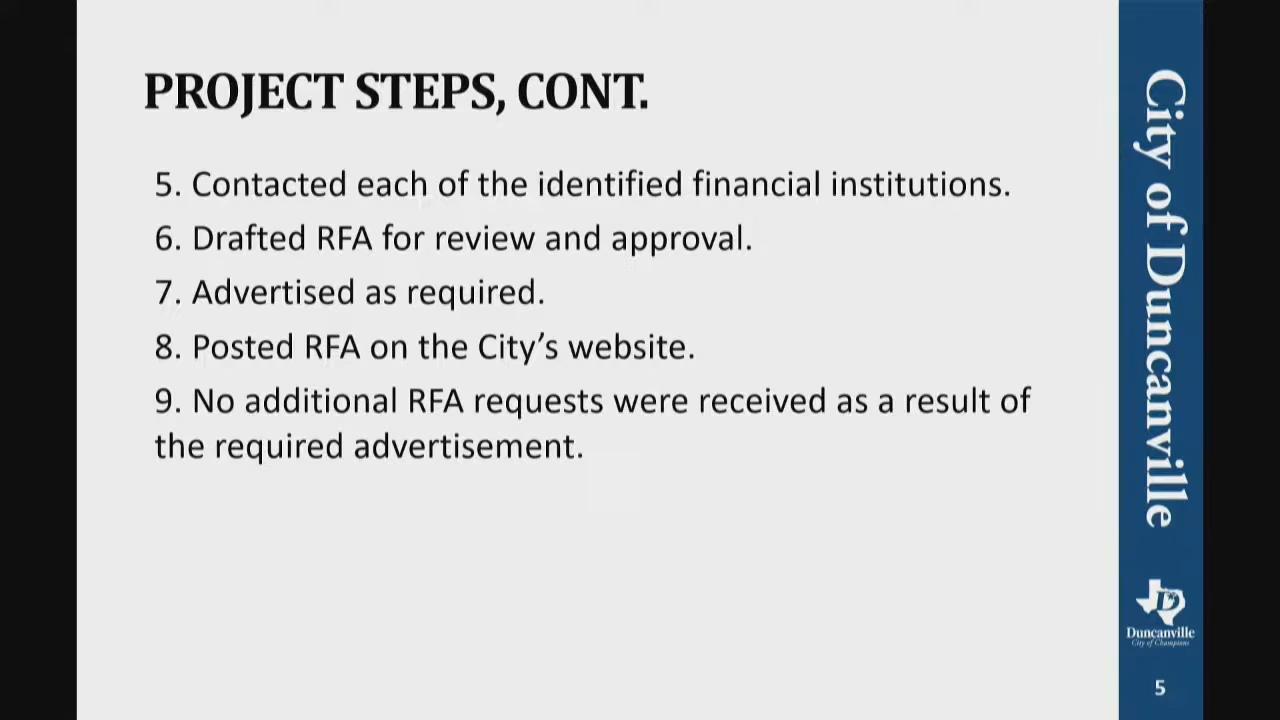 PROJECT STEPS, CONT.
5. Contacted each of the identified financial institutions.
6. Drafted RFA for review and approval.
7. Advertised as required.
8. Posted RFA on the City’s website.
9. No additional RFA requests were received as a result of
the required advertisement.
City of Duncanville
D
Duncanville
City of Champions
5